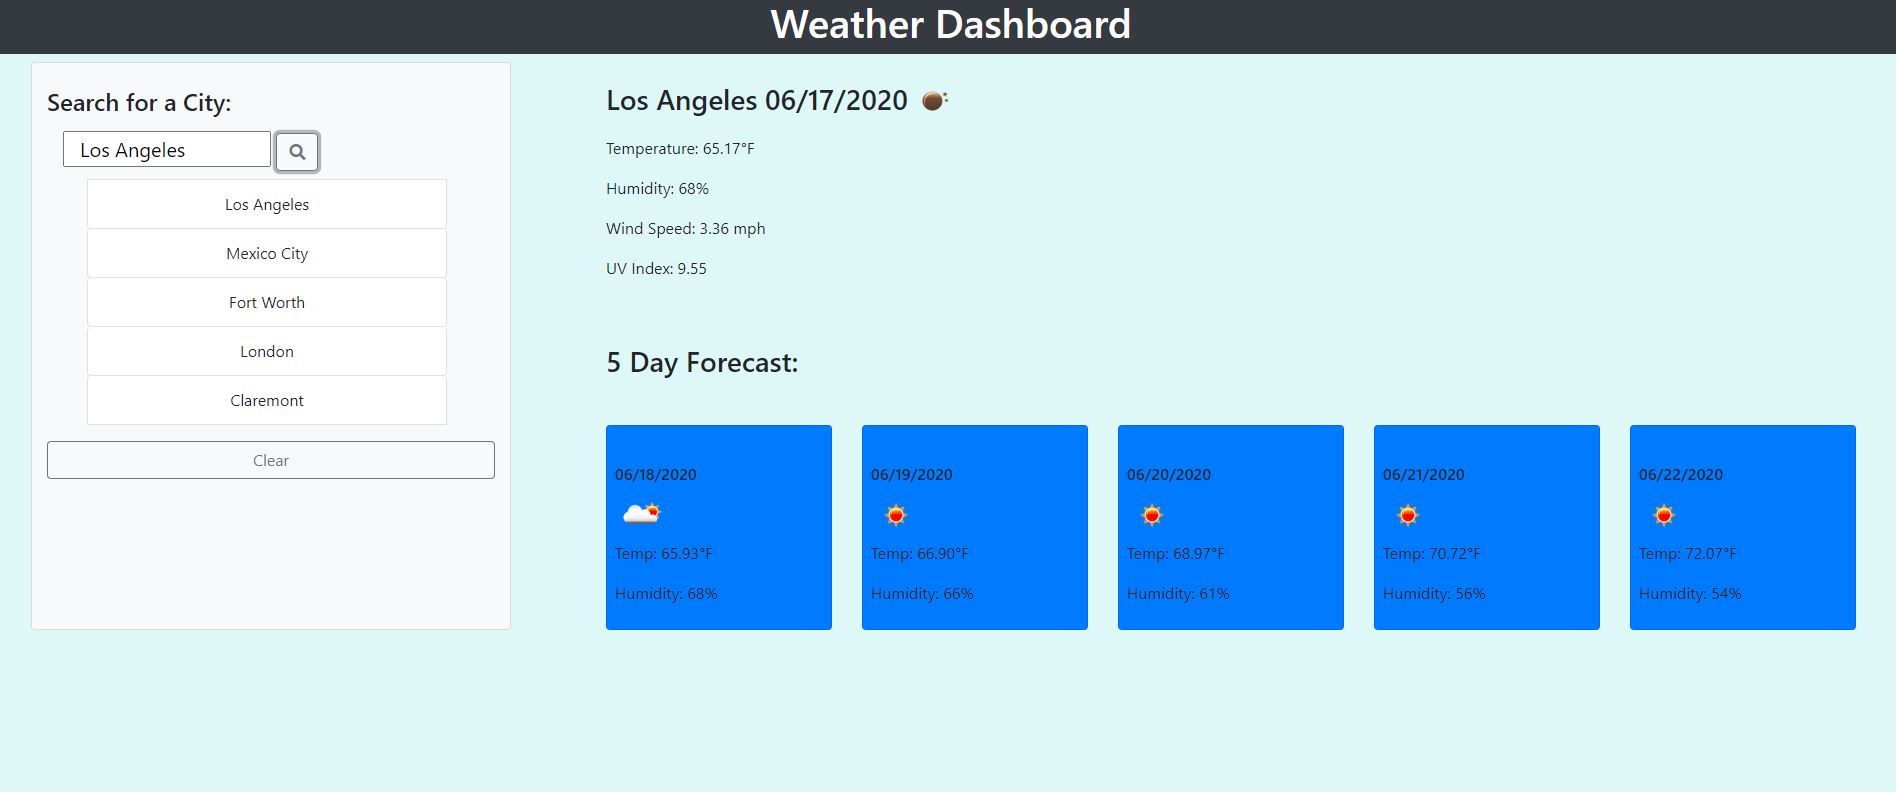 Weather Dashboard
Search for a City:
Los Angeles
Los Angeles
Mexico City
Fort Worth
London
Claremont
Clear
Los Angeles 06/17/2020
Temperature: 65.17°F
Humidity: 68%
Wind Speed: 3.36 mph
UV Index: 9.55
5 Day Forecast:
06/18/2020
Temp: 65.93°F
Humidity: 68%
06/19/2020
Temp: 66.90°F
Humidity: 66%
06/20/2020
Temp: 68.97°F
Humidity: 61%
06/21/2020
Temp: 70.72°F
Humidity: 56%
06/22/2020
Temp: 72.07°F
Humidity: 54%